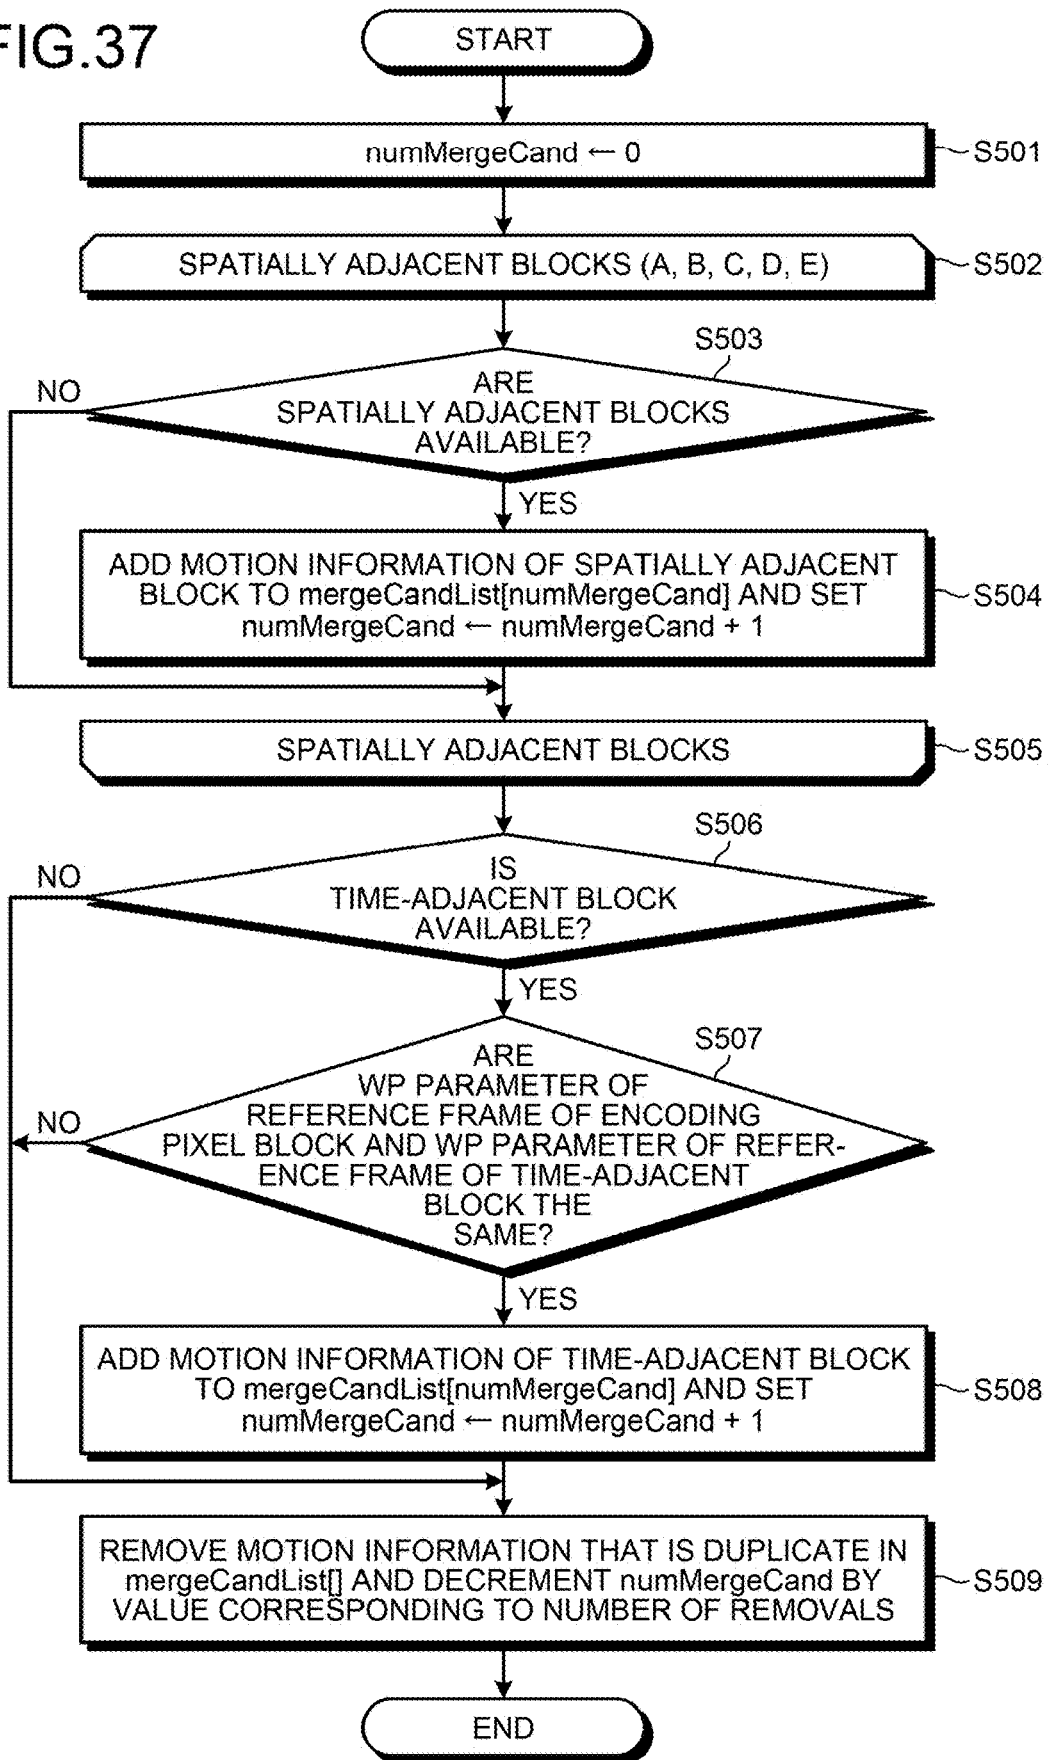 FIG.37
START
numMergeCand ← 0
S501
SPATIALLY ADJACENT BLOCKS (A, B, C, D, E)
S502
S503
NO
ARE
SPATIALLY ADJACENT BLOCKS
AVAILABLE?
YES
ADD MOTION INFORMATION OF SPATIALLY ADJACENT
BLOCK TO mergeCandList[numMergeCand] AND SET
numMergeCand ← numMergeCand + 1
S504
SPATIALLY ADJACENT BLOCKS
S505
S506
NO
IS
TIME-ADJACENT BLOCK
AVAILABLE?
YES
S507
NO
ARE
WP PARAMETER OF
REFERENCE FRAME OF ENCODING
PIXEL BLOCK AND WP PARAMETER OF REFER-
ENCE FRAME OF TIME-ADJACENT
BLOCK THE
SAME?
YES
ADD MOTION INFORMATION OF TIME-ADJACENT BLOCK
TO mergeCandList[numMergeCand] AND SET
numMergeCand ← numMergeCand + 1
S508
REMOVE MOTION INFORMATION THAT IS DUPLICATE IN
mergeCandList[] AND DECREMENT numMergeCand BY
VALUE CORRESPONDING TO NUMBER OF REMOVALS
S509
END